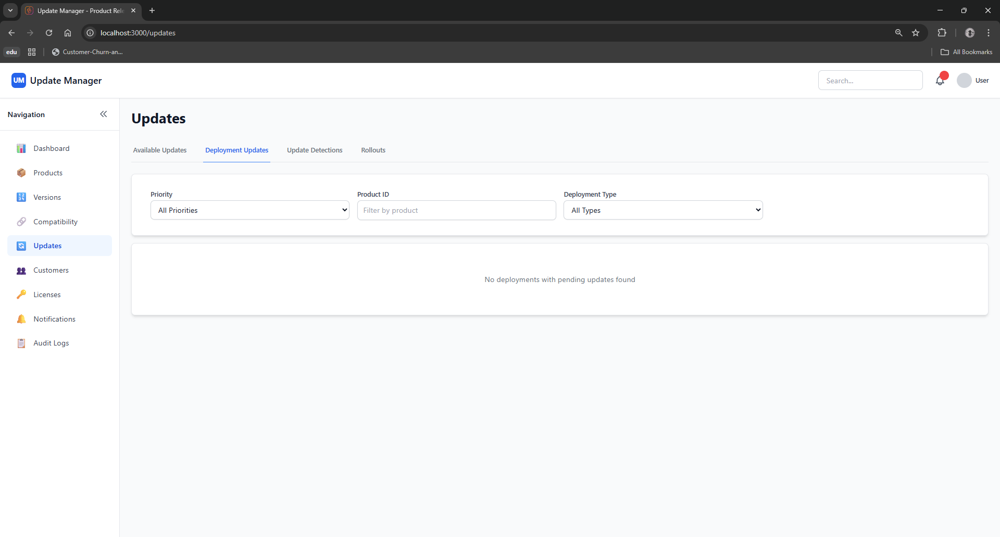 Update Manager - Product Rele
localhost:3000/updates
edu
Customer-Churn-an...
All Bookmarks
UM
Update Manager
Search...
User
Navigation
Dashboard
Products
Versions
Compatibility
Updates
Customers
Licenses
Notifications
Audit Logs
Updates
Available Updates
Deployment Updates
Update Detections
Rollouts
Priority
Product ID
Deployment Type
All Priorities
Filter by product
All Types
No deployments with pending updates found